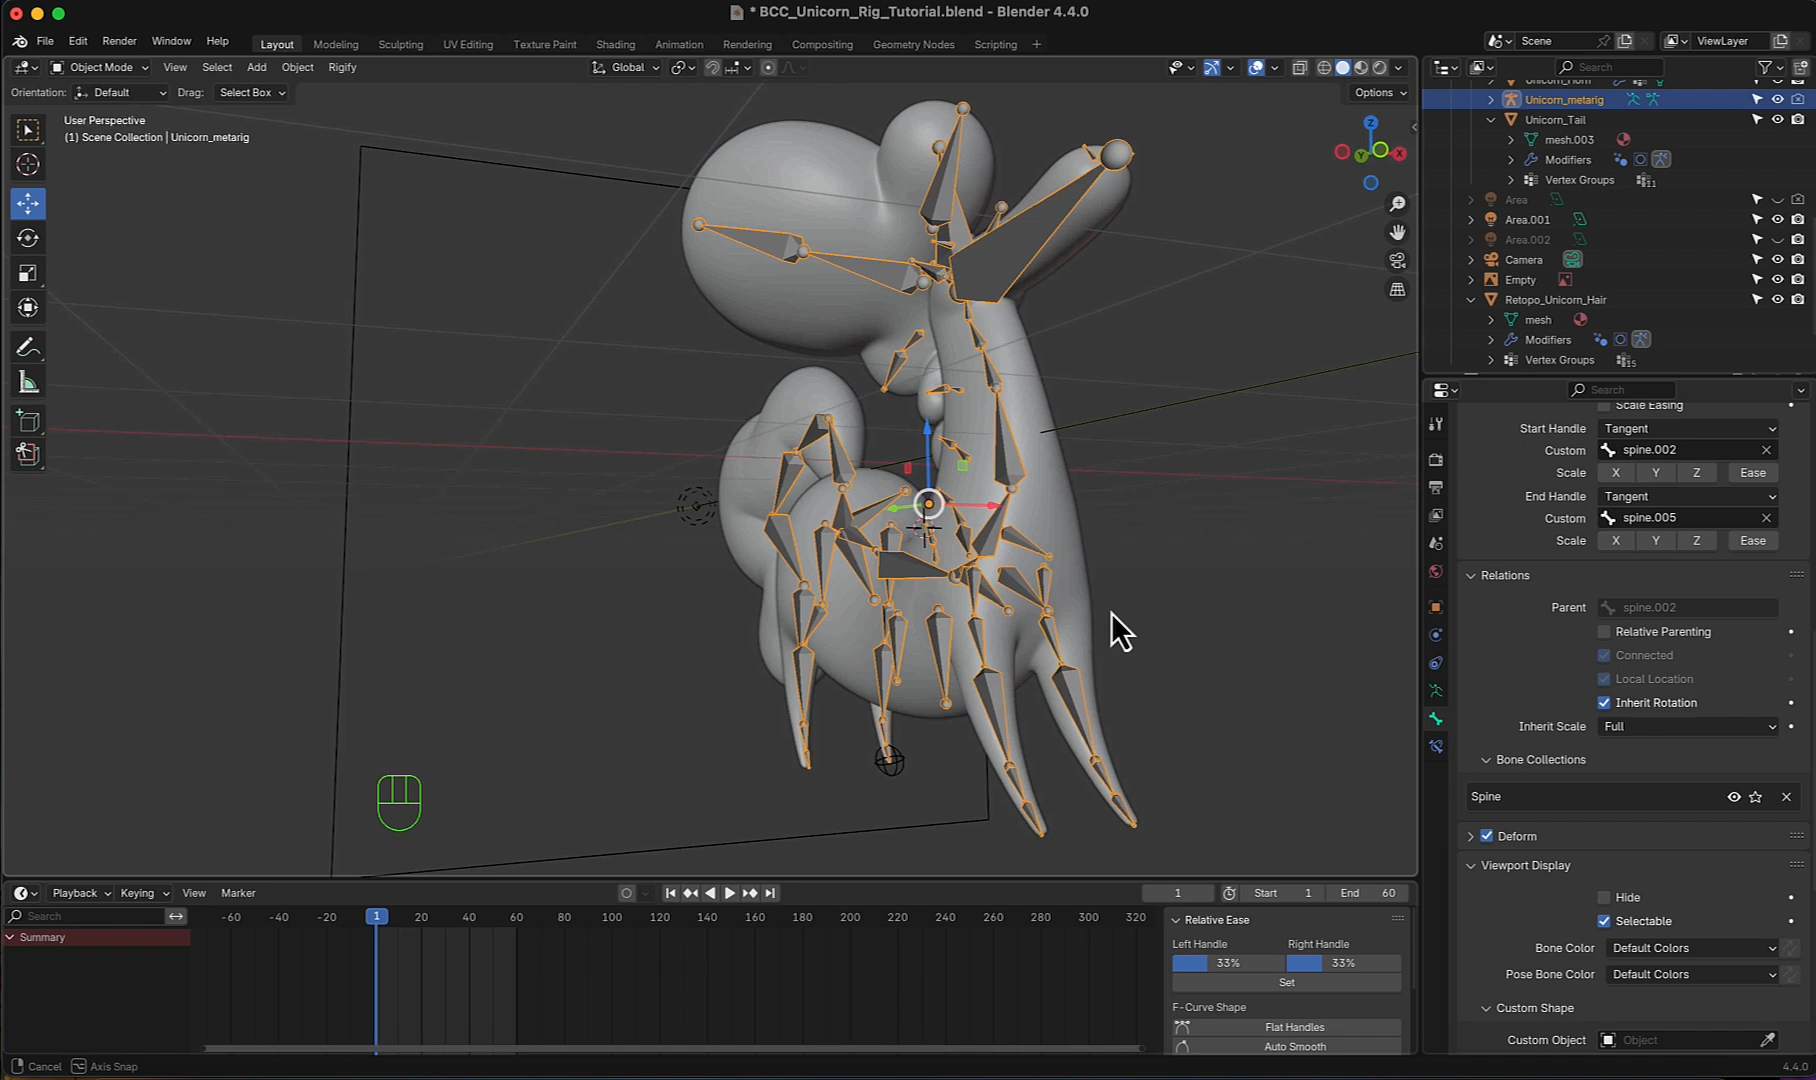 * BCC_Unicorn_Rig_Tutorial.blend - Blender 4.4.0
File Edit Render Window Help
Layout Modeling Sculpting UV Editing Texture Paint Shading Animation Rendering Compositing Geometry Nodes Scripting +
Scene
ViewLayer
Object Mode View Select Add Object Rigify
Global
Orientation: Default Drag: Select Box
Options
User Perspective
(1) Scene Collection | Unicorn_metarig
Z
X
Y
Search
Unicorn_Horn
Unicorn_metarig
Unicorn_Tail
mesh.003
Modifiers
Vertex Groups 11
Area
Area.001
Area.002
Camera
Empty
Retopo_Unicorn_Hair
mesh
Modifiers
Vertex Groups 15
Search
Scale Easing
Start Handle Tangent
Custom spine.002
Scale X Y Z Ease
End Handle Tangent
Custom spine.005
Scale X Y Z Ease
Relations
Parent spine.002
Relative Parenting
Connected
Local Location
Inherit Rotation
Inherit Scale Full
Bone Collections
Spine
Deform
Viewport Display
Hide
Selectable
Bone Color Default Colors
Pose Bone Color Default Colors
Custom Shape
Custom Object Object
Playback Keying View Marker
1 Start 1 End 60
Search
-60 -40 -20 1 20 40 60 80 100 120 140 160 180 200 220 240 260 280 300 320
Summary
Relative Ease
Left Handle Right Handle
33% 33%
Set
F-Curve Shape
Flat Handles
Auto Smooth
Cancel Axis Snap
4.4.0